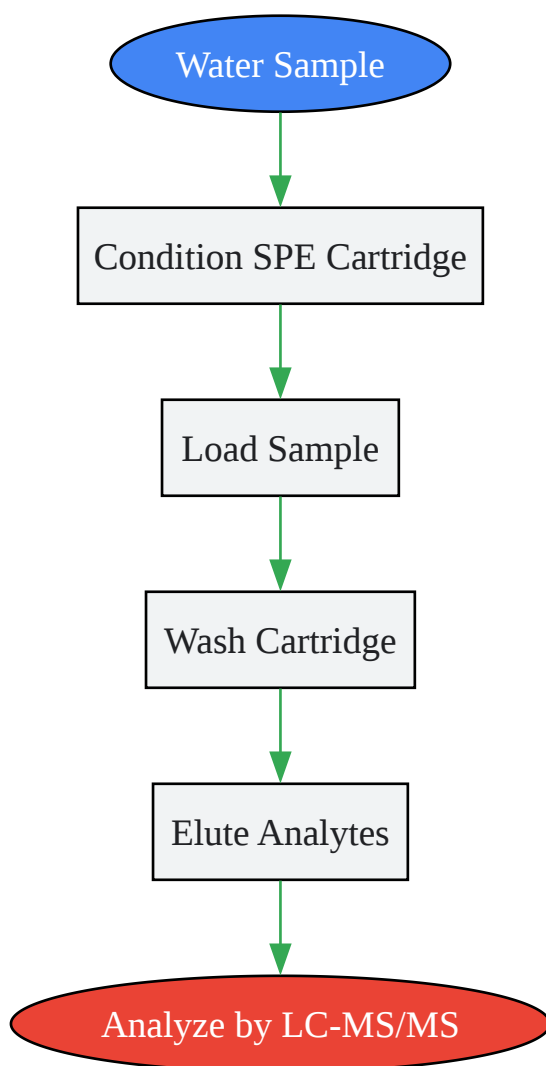 Water Sample
Condition SPE Cartridge
Load Sample
Wash Cartridge
Elute Analytes
Analyze by LC-MS/MS